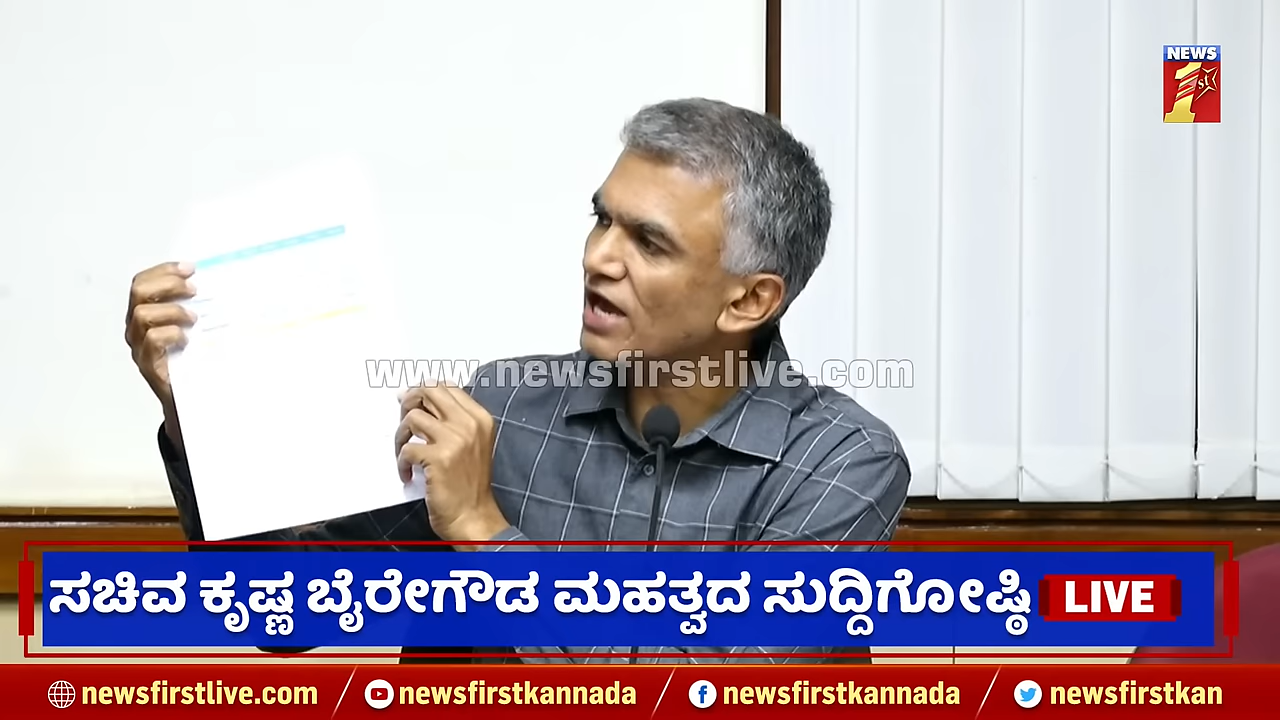 NEWS
1st
www.newsfirstlive.com
ಸಚಿವ ಕೃಷ್ಣ ಬೈರೇಗೌಡ ಮಹತ್ವದ ಸುದ್ದಿಗೋಷ್ಠಿ LIVE
newsfirstlive.com newsfirstkannada newsfirstkannada newsfirstkan